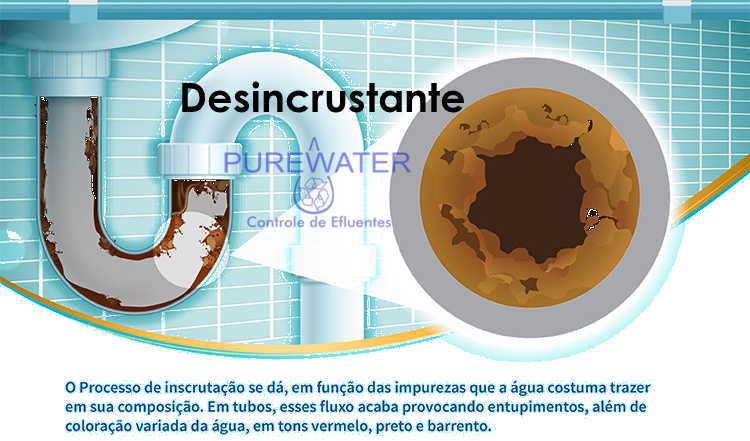 Desincrustante
PUREWATER
Controle de Efluentes
O Processo de inscrutação se dá, em função das impurezas que a água costuma trazer
em sua composição. Em tubos, esses fluxo acaba provocando entupimentos, além de
coloração variada da água, em tons vermelo, preto e barrento.